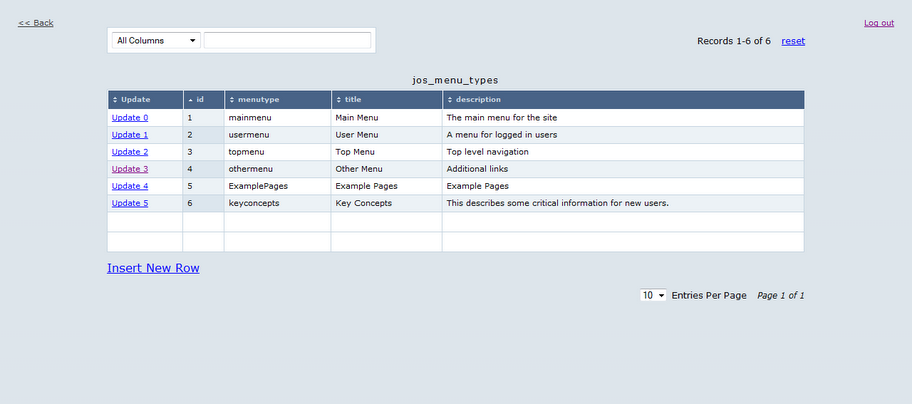 << Back
Log out
All Columns
Records 1-6 of 6 reset
jos_menu_types
Update id menutype title description
Update 0 1 mainmenu Main Menu The main menu for the site
Update 1 2 usermenu User Menu A menu for logged in users
Update 2 3 topmenu Top Menu Top level navigation
Update 3 4 othermenu Other Menu Additional links
Update 4 5 ExamplePages Example Pages Example Pages
Update 5 6 keyconcepts Key Concepts This describes some critical information for new users.
Insert New Row
10 Entries Per Page Page 1 of 1